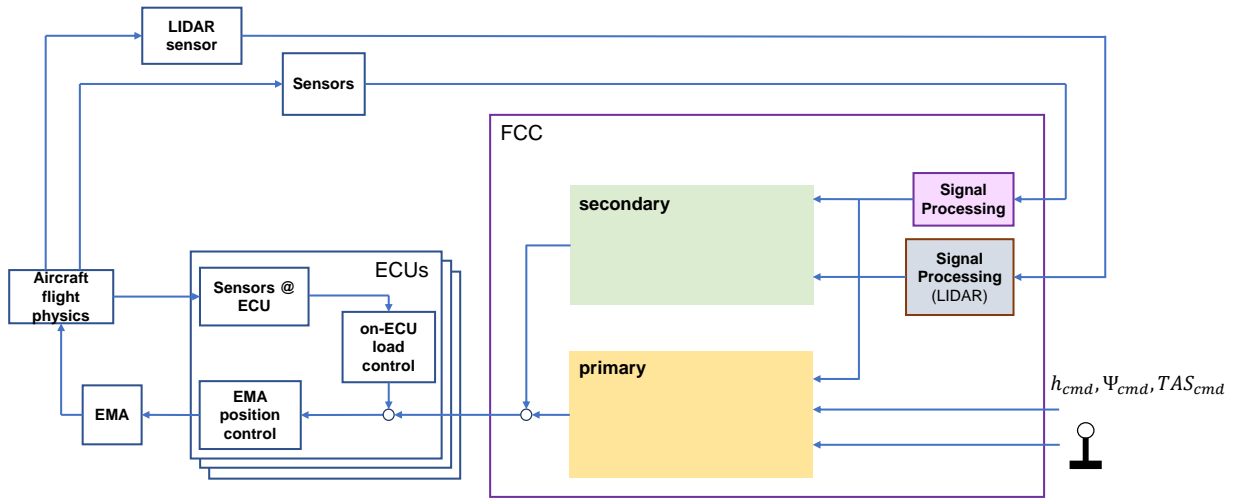 LIDAR
sensor
Sensors
FCC
secondary
Signal
Processing
Signal
Processing
(LIDAR)
ECUs
Sensors @
ECU
Aircraft
flight
physics
on-ECU
load
control
primary
EMA
EMA
position
control
h_cmd, Ψ_cmd, TAS_cmd